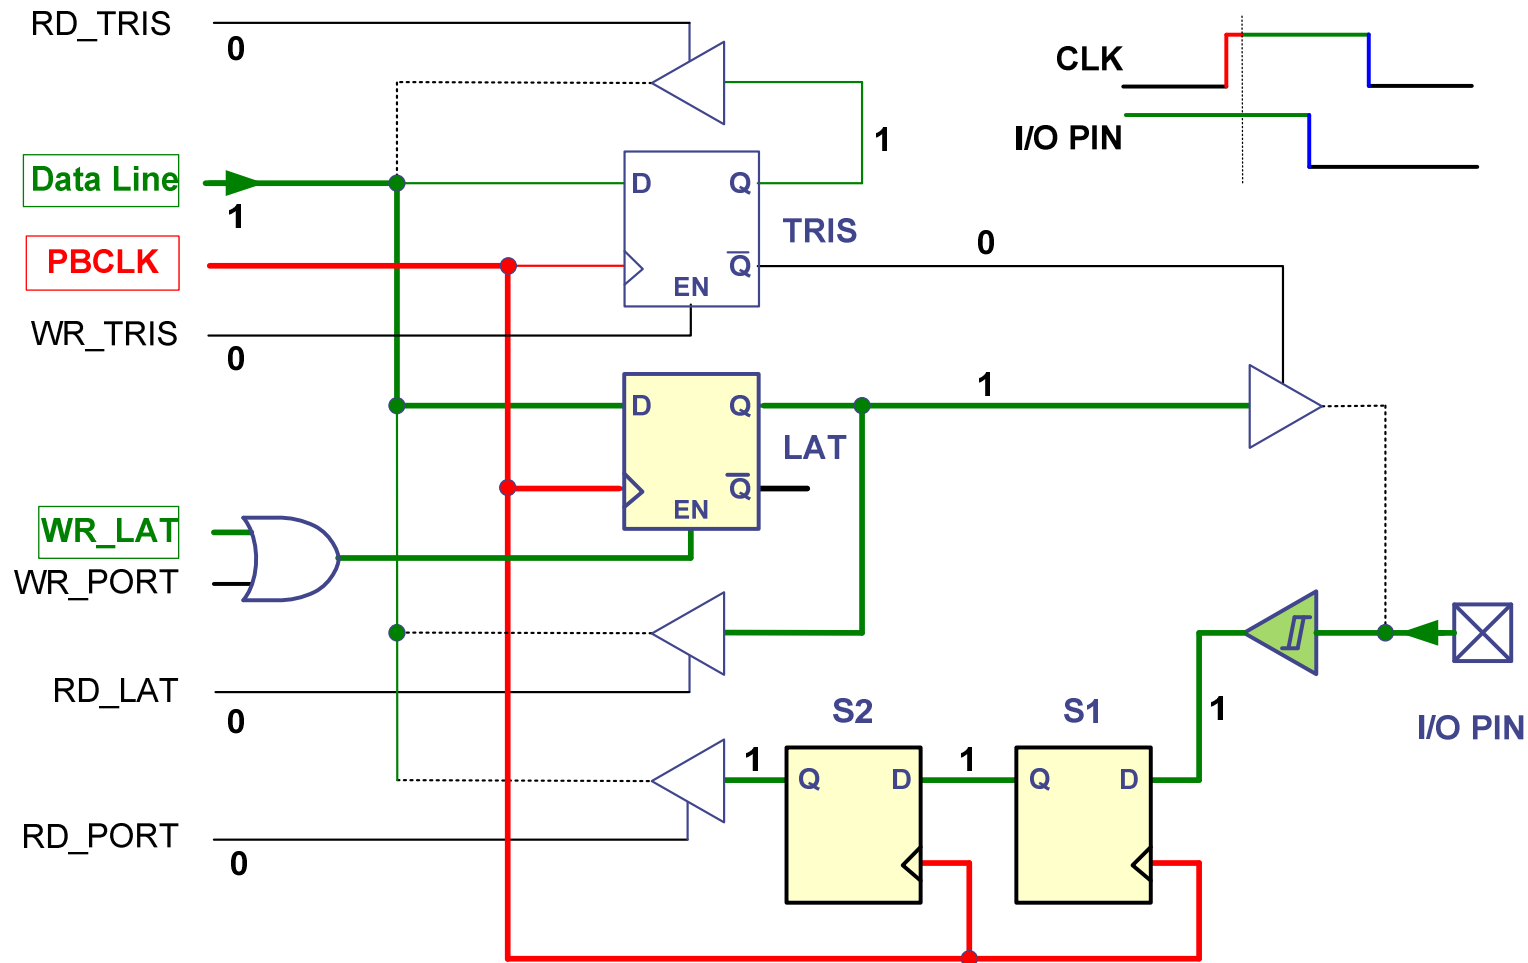 RD_TRIS
0
CLK
I/O PIN
1
Data Line
1
D Q
TRIS
PBCLK
0
Q
EN
WR_TRIS
0
D Q
1
LAT
Q
EN
WR_LAT
WR_PORT
RD_LAT
0
S2
S1
1
I/O PIN
1
Q D
1
Q D
RD_PORT
0